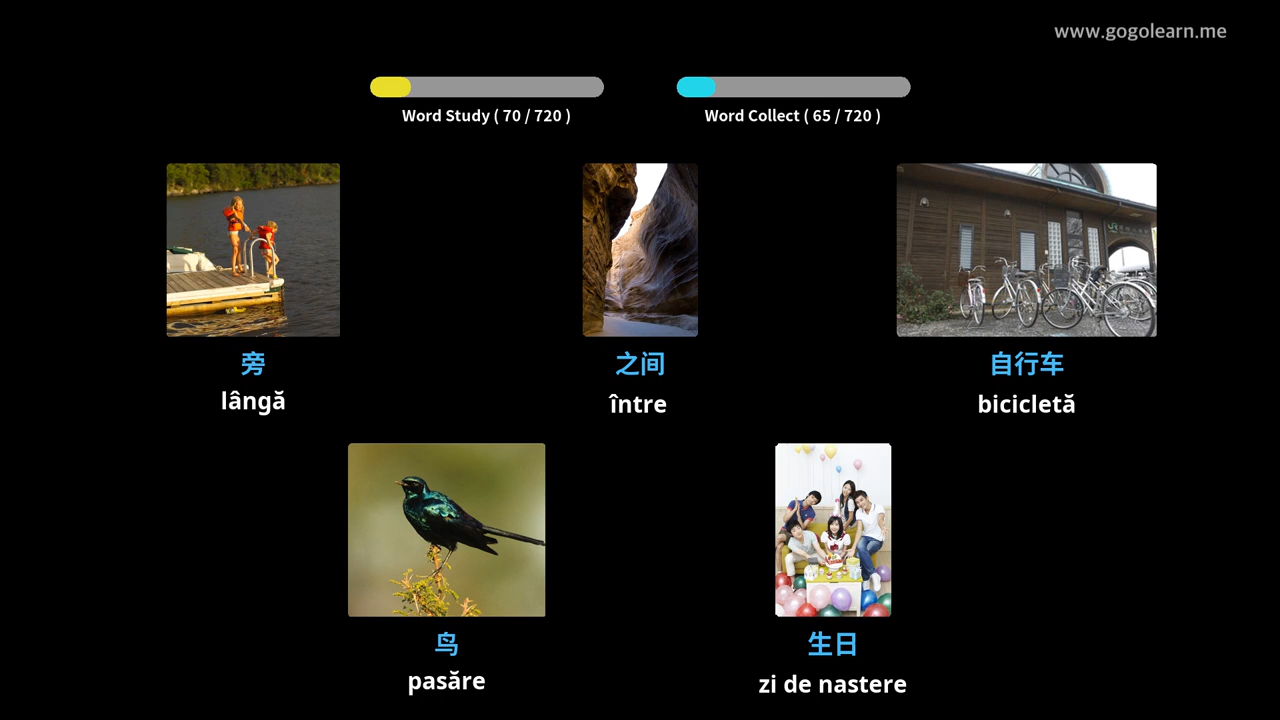 www.gogolearn.me
Word Study ( 70 / 720 )
Word Collect ( 65 / 720 )
旁
lângă
之间
între
自行车
bicicletă
鸟
pasăre
生日
zi de nastere